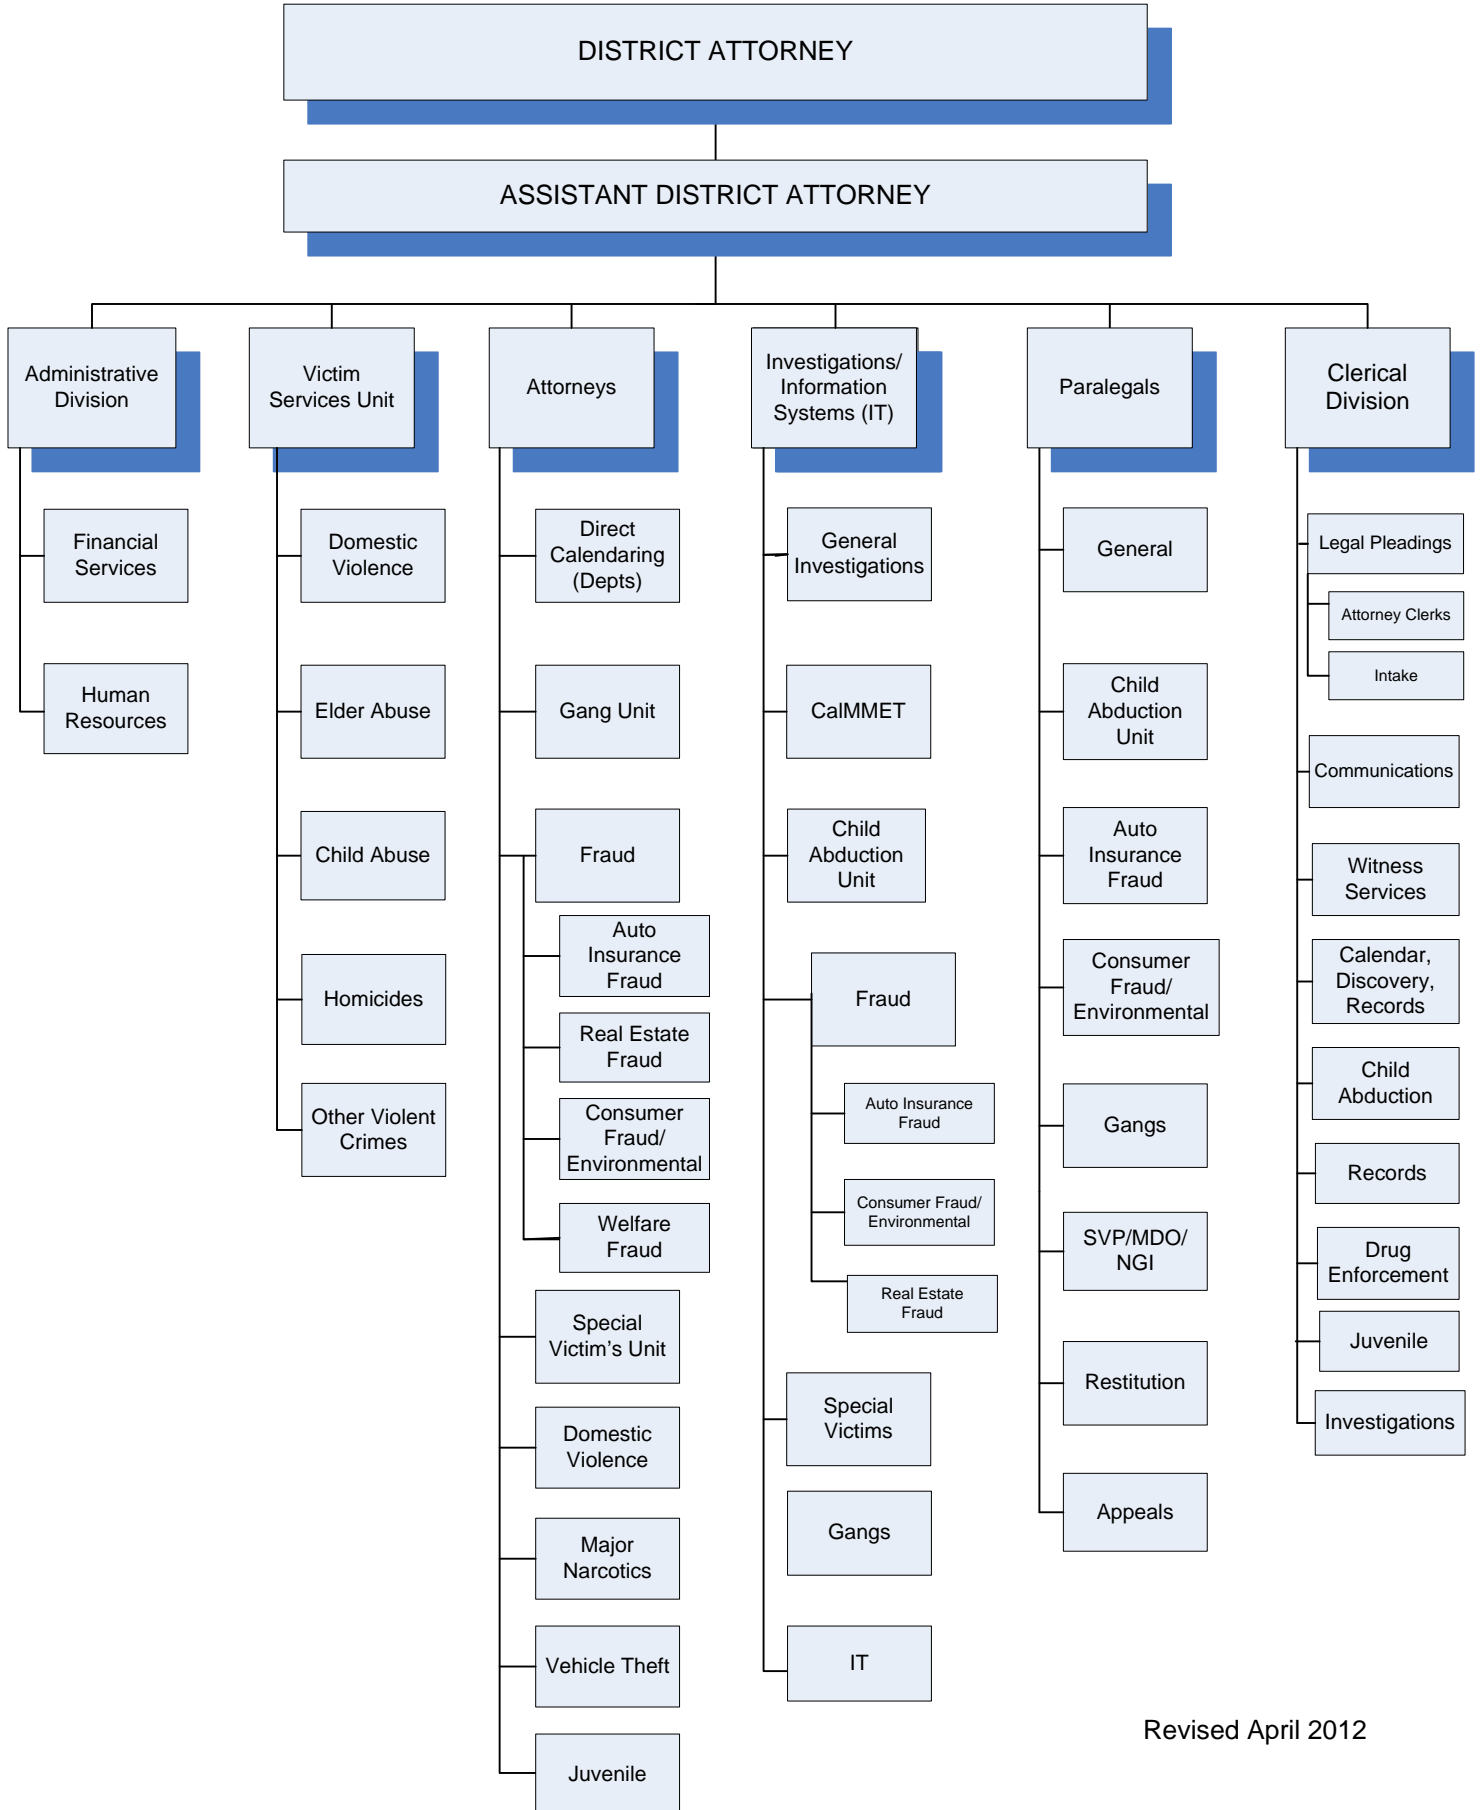 DISTRICT ATTORNEY
ASSISTANT DISTRICT ATTORNEY
Administrative
Division
Financial
Services
Human
Resources
Victim
Services Unit
Domestic
Violence
Elder Abuse
Child Abuse
Homicides
Other Violent
Crimes
Attorneys
Direct
Calendaring
(Depts)
Gang Unit
Fraud
Auto
Insurance
Fraud
Real Estate
Fraud
Consumer
Fraud/
Environmental
Welfare
Fraud
Special
Victim’s Unit
Domestic
Violence
Major
Narcotics
Vehicle Theft
Juvenile
Investigations/
Information
Systems (IT)
General
Investigations
CalMMET
Child
Abduction
Unit
Fraud
Auto Insurance
Fraud
Consumer Fraud/
Environmental
Real Estate
Fraud
Special
Victims
Gangs
IT
Paralegals
General
Child
Abduction
Unit
Auto
Insurance
Fraud
Consumer
Fraud/
Environmental
Gangs
SVP/MDO/
NGI
Restitution
Appeals
Clerical
Division
Legal Pleadings
Attorney Clerks
Intake
Communications
Witness
Services
Calendar,
Discovery,
Records
Child
Abduction
Records
Drug
Enforcement
Juvenile
Investigations
Revised April 2012